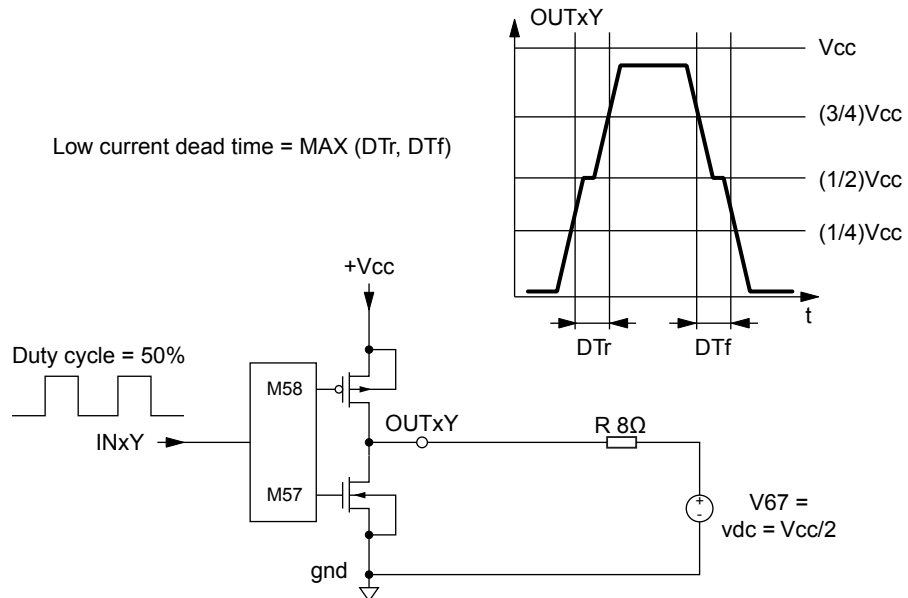 OUTxY
Vcc
(3/4)Vcc
Low current dead time = MAX (DTr, DTf)
(1/2)Vcc
(1/4)Vcc
+Vcc
t
DTr
DTf
Duty cycle = 50%
M58
OUTxY
R 8Ω
INxY
M57
+
-
V67 =
vdc = Vcc/2
gnd